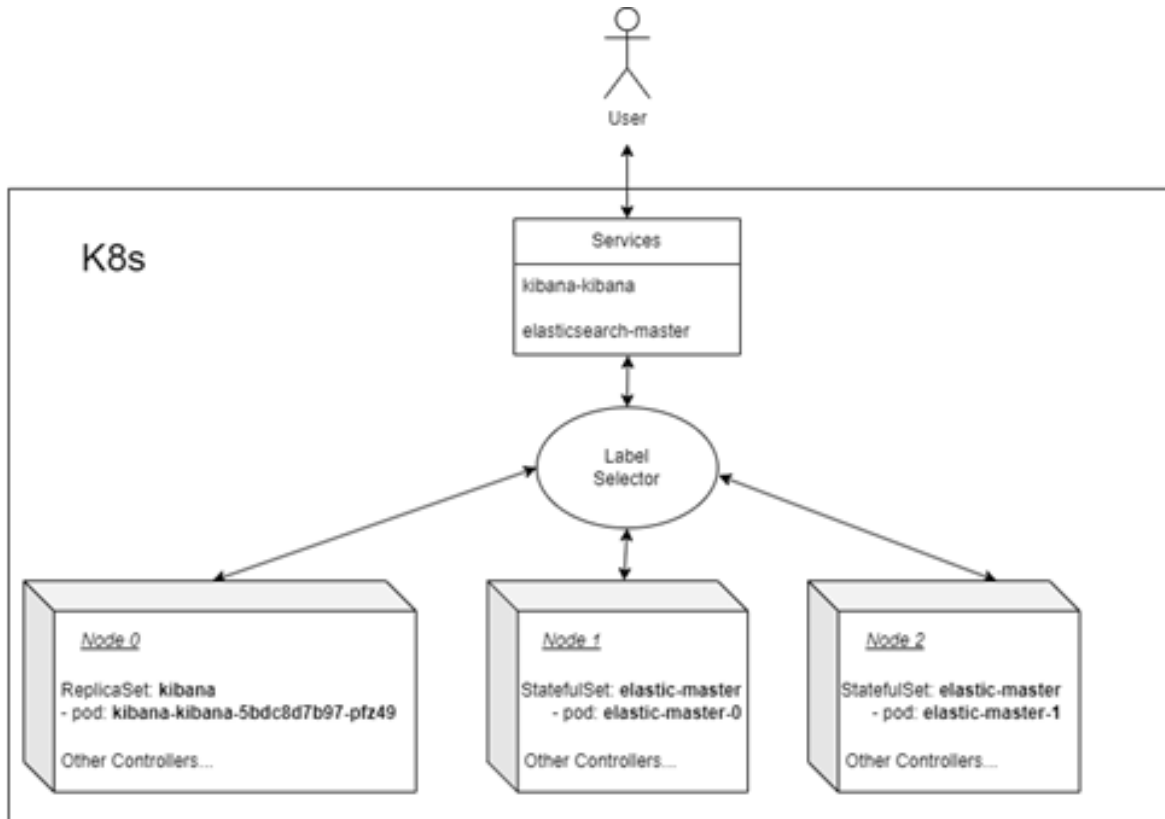 User
K8s
Services
kibana-kibana
elasticsearch-master
Label
Selector
Node 0
ReplicaSet: kibana
- pod: kibana-kibana-5bdc8d7b97-pfz49
Other Controllers...
Node 1
StatefulSet: elastic-master
- pod: elastic-master-0
Other Controllers...
Node 2
StatefulSet: elastic-master
- pod: elastic-master-1
Other Controllers...